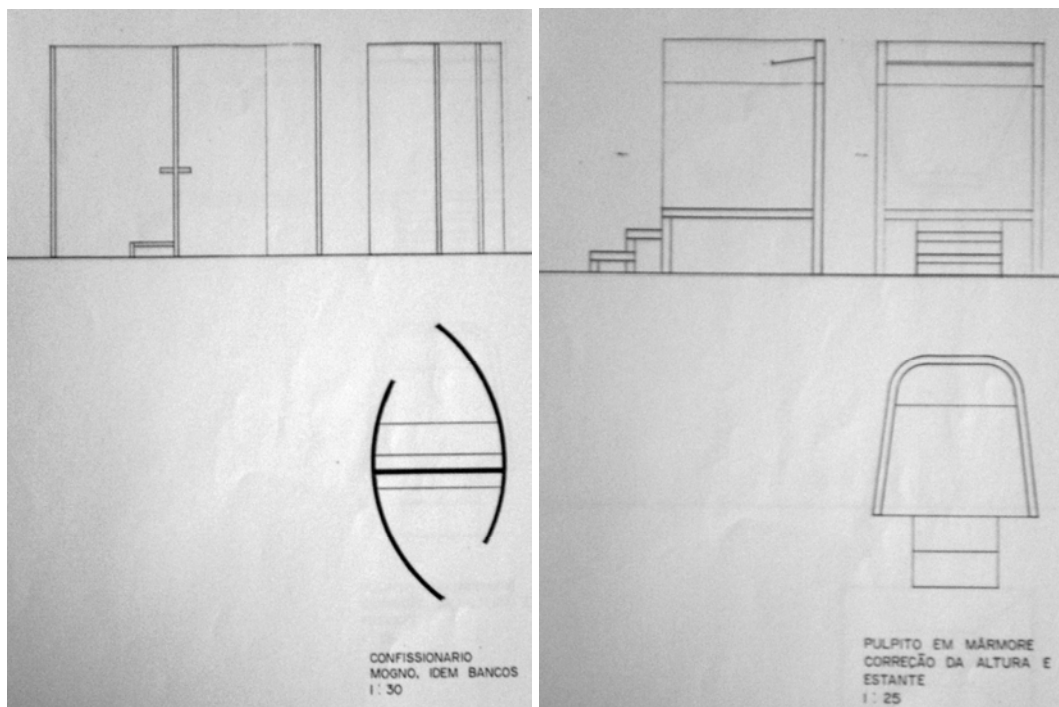 CONFISSIONARIO
MOGNO, IDEM BANCOS
1:30
PULPITO EM MÁRMORE
CORREÇÃO DA ALTURA E
ESTANTE
1:25